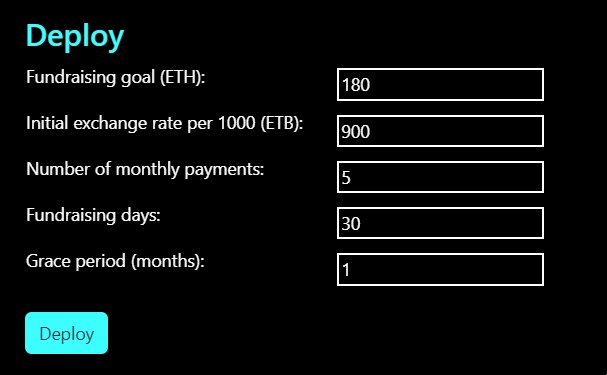 Deploy
Fundraising goal (ETH): 180
Initial exchange rate per 1000 (ETB): 900
Number of monthly payments: 5
Fundraising days: 30
Grace period (months): 1
Deploy